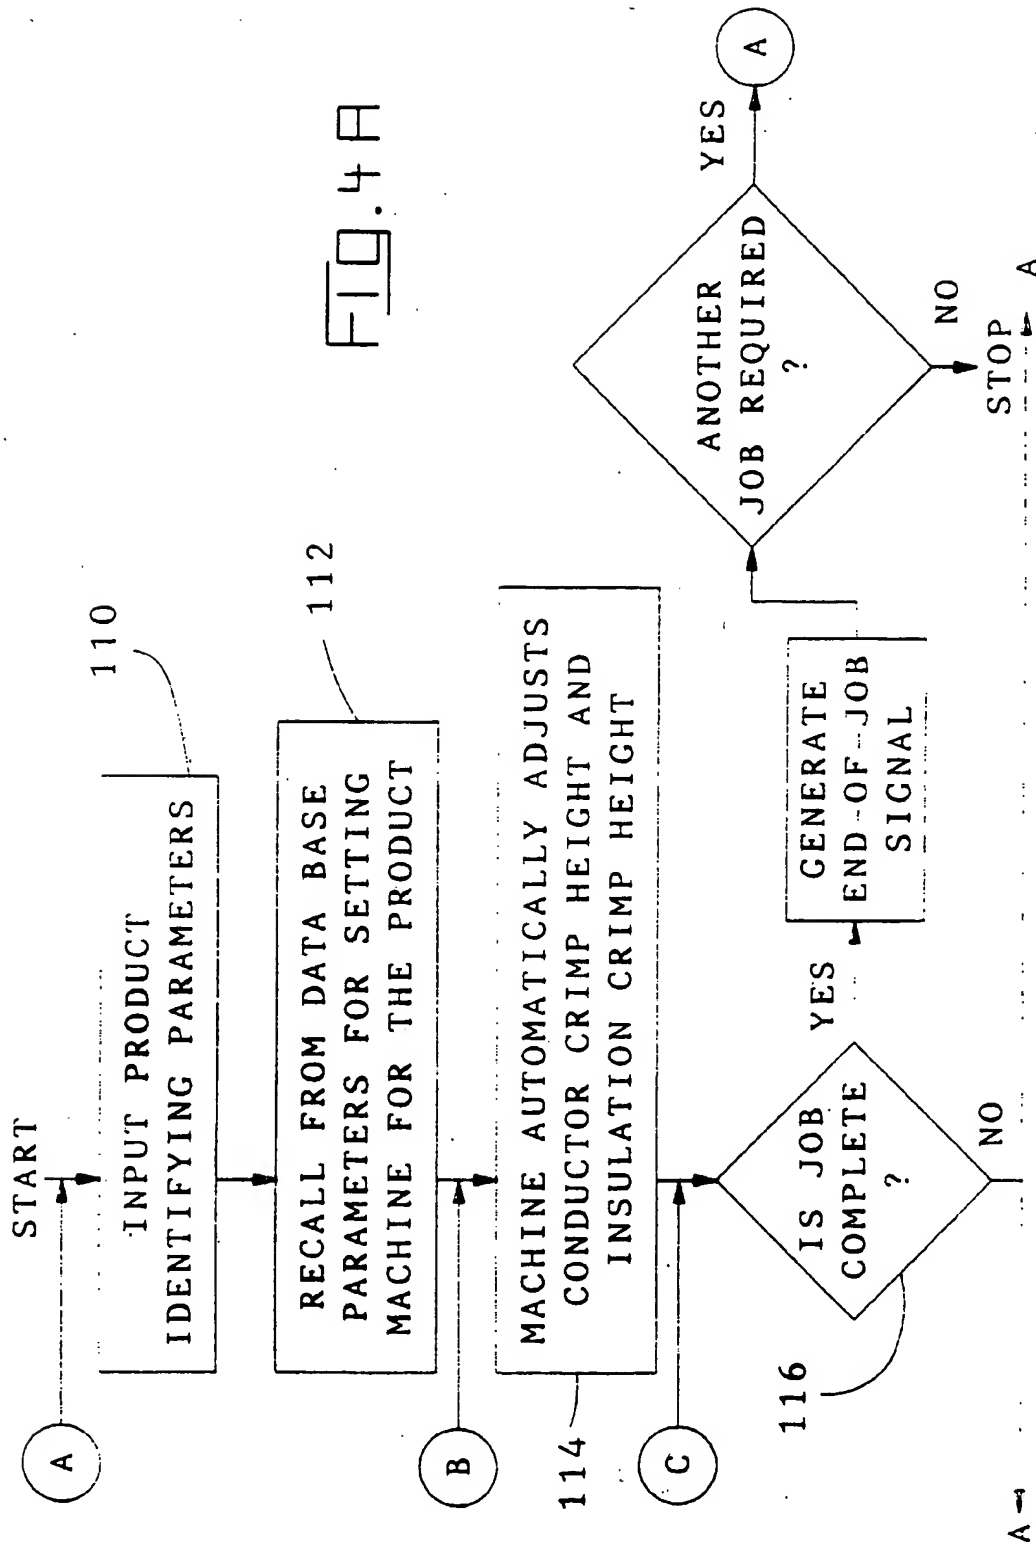 FIG. 4A
START
A
INPUT PRODUCT
IDENTIFYING PARAMETERS
110
RECALL FROM DATA BASE
PARAMETERS FOR SETTING
MACHINE FOR THE PRODUCT
112
B
MACHINE AUTOMATICALLY ADJUSTS
CONDUCTOR CRIMP HEIGHT AND
INSULATION CRIMP HEIGHT
114
C
IS JOB
COMPLETE
?
116
YES
NO
GENERATE
END-OF-JOB
SIGNAL
ANOTHER
JOB REQUIRED
?
YES
A
NO
STOP
A
A